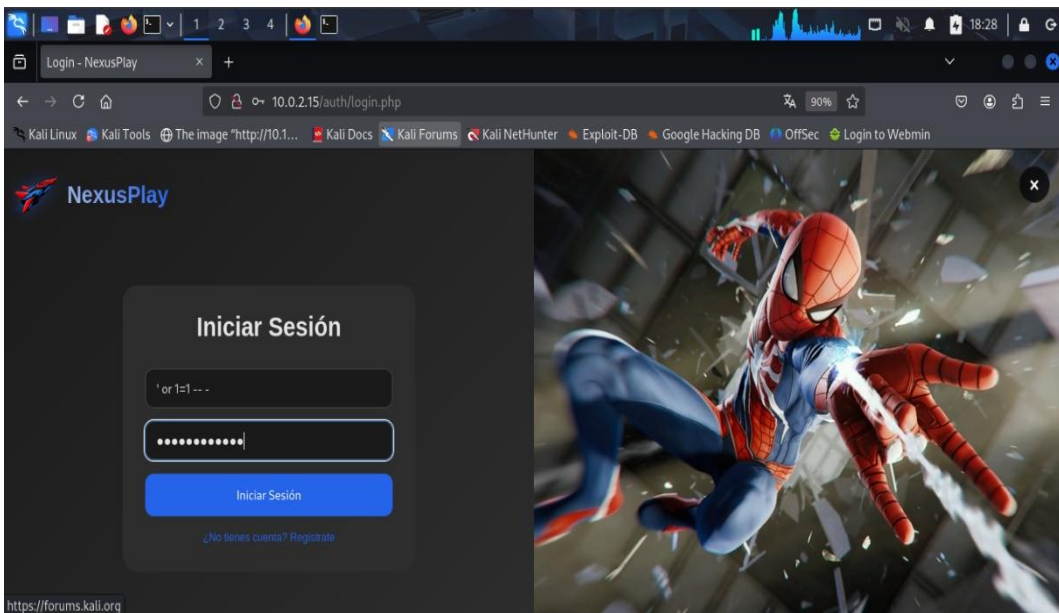 1 2 3 4
18:28
Login - NexusPlay
10.0.2.15/auth/login.php
90%
Kali Linux Kali Tools The image "http://10.1... Kali Docs Kali Forums Kali NetHunter Exploit-DB Google Hacking DB OffSec Login to Webmin
NexusPlay
x
Iniciar Sesión
' or 1=1 -- -
Iniciar Sesión
¿No tienes cuenta? Regístrate
https://forums.kali.org